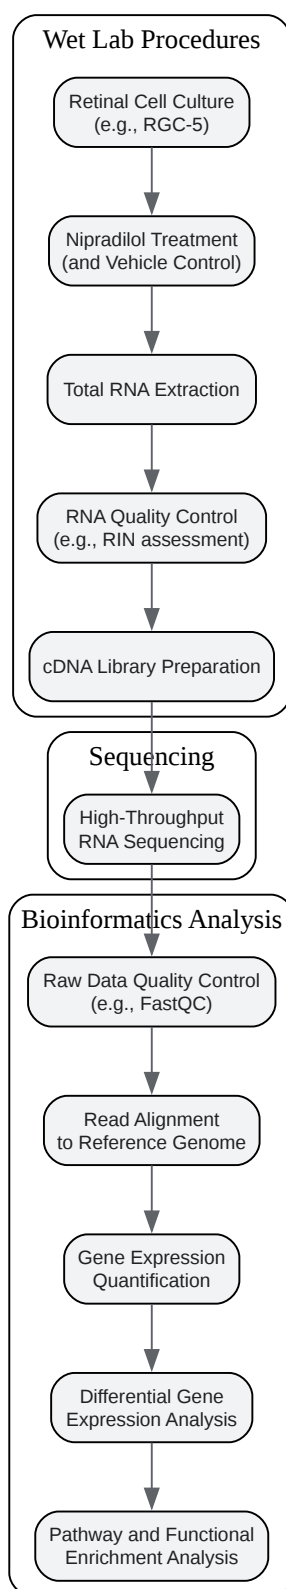 Wet Lab Procedures
Retinal Cell Culture
(e.g., RGC-5)
Nipradilol Treatment
(and Vehicle Control)
Total RNA Extraction
RNA Quality Control
(e.g., RIN assessment)
cDNA Library Preparation
Sequencing
High-Throughput
RNA Sequencing
Bioinformatics Analysis
Raw Data Quality Control
(e.g., FastQC)
Read Alignment
to Reference Genome
Gene Expression
Quantification
Differential Gene
Expression Analysis
Pathway and Functional
Enrichment Analysis